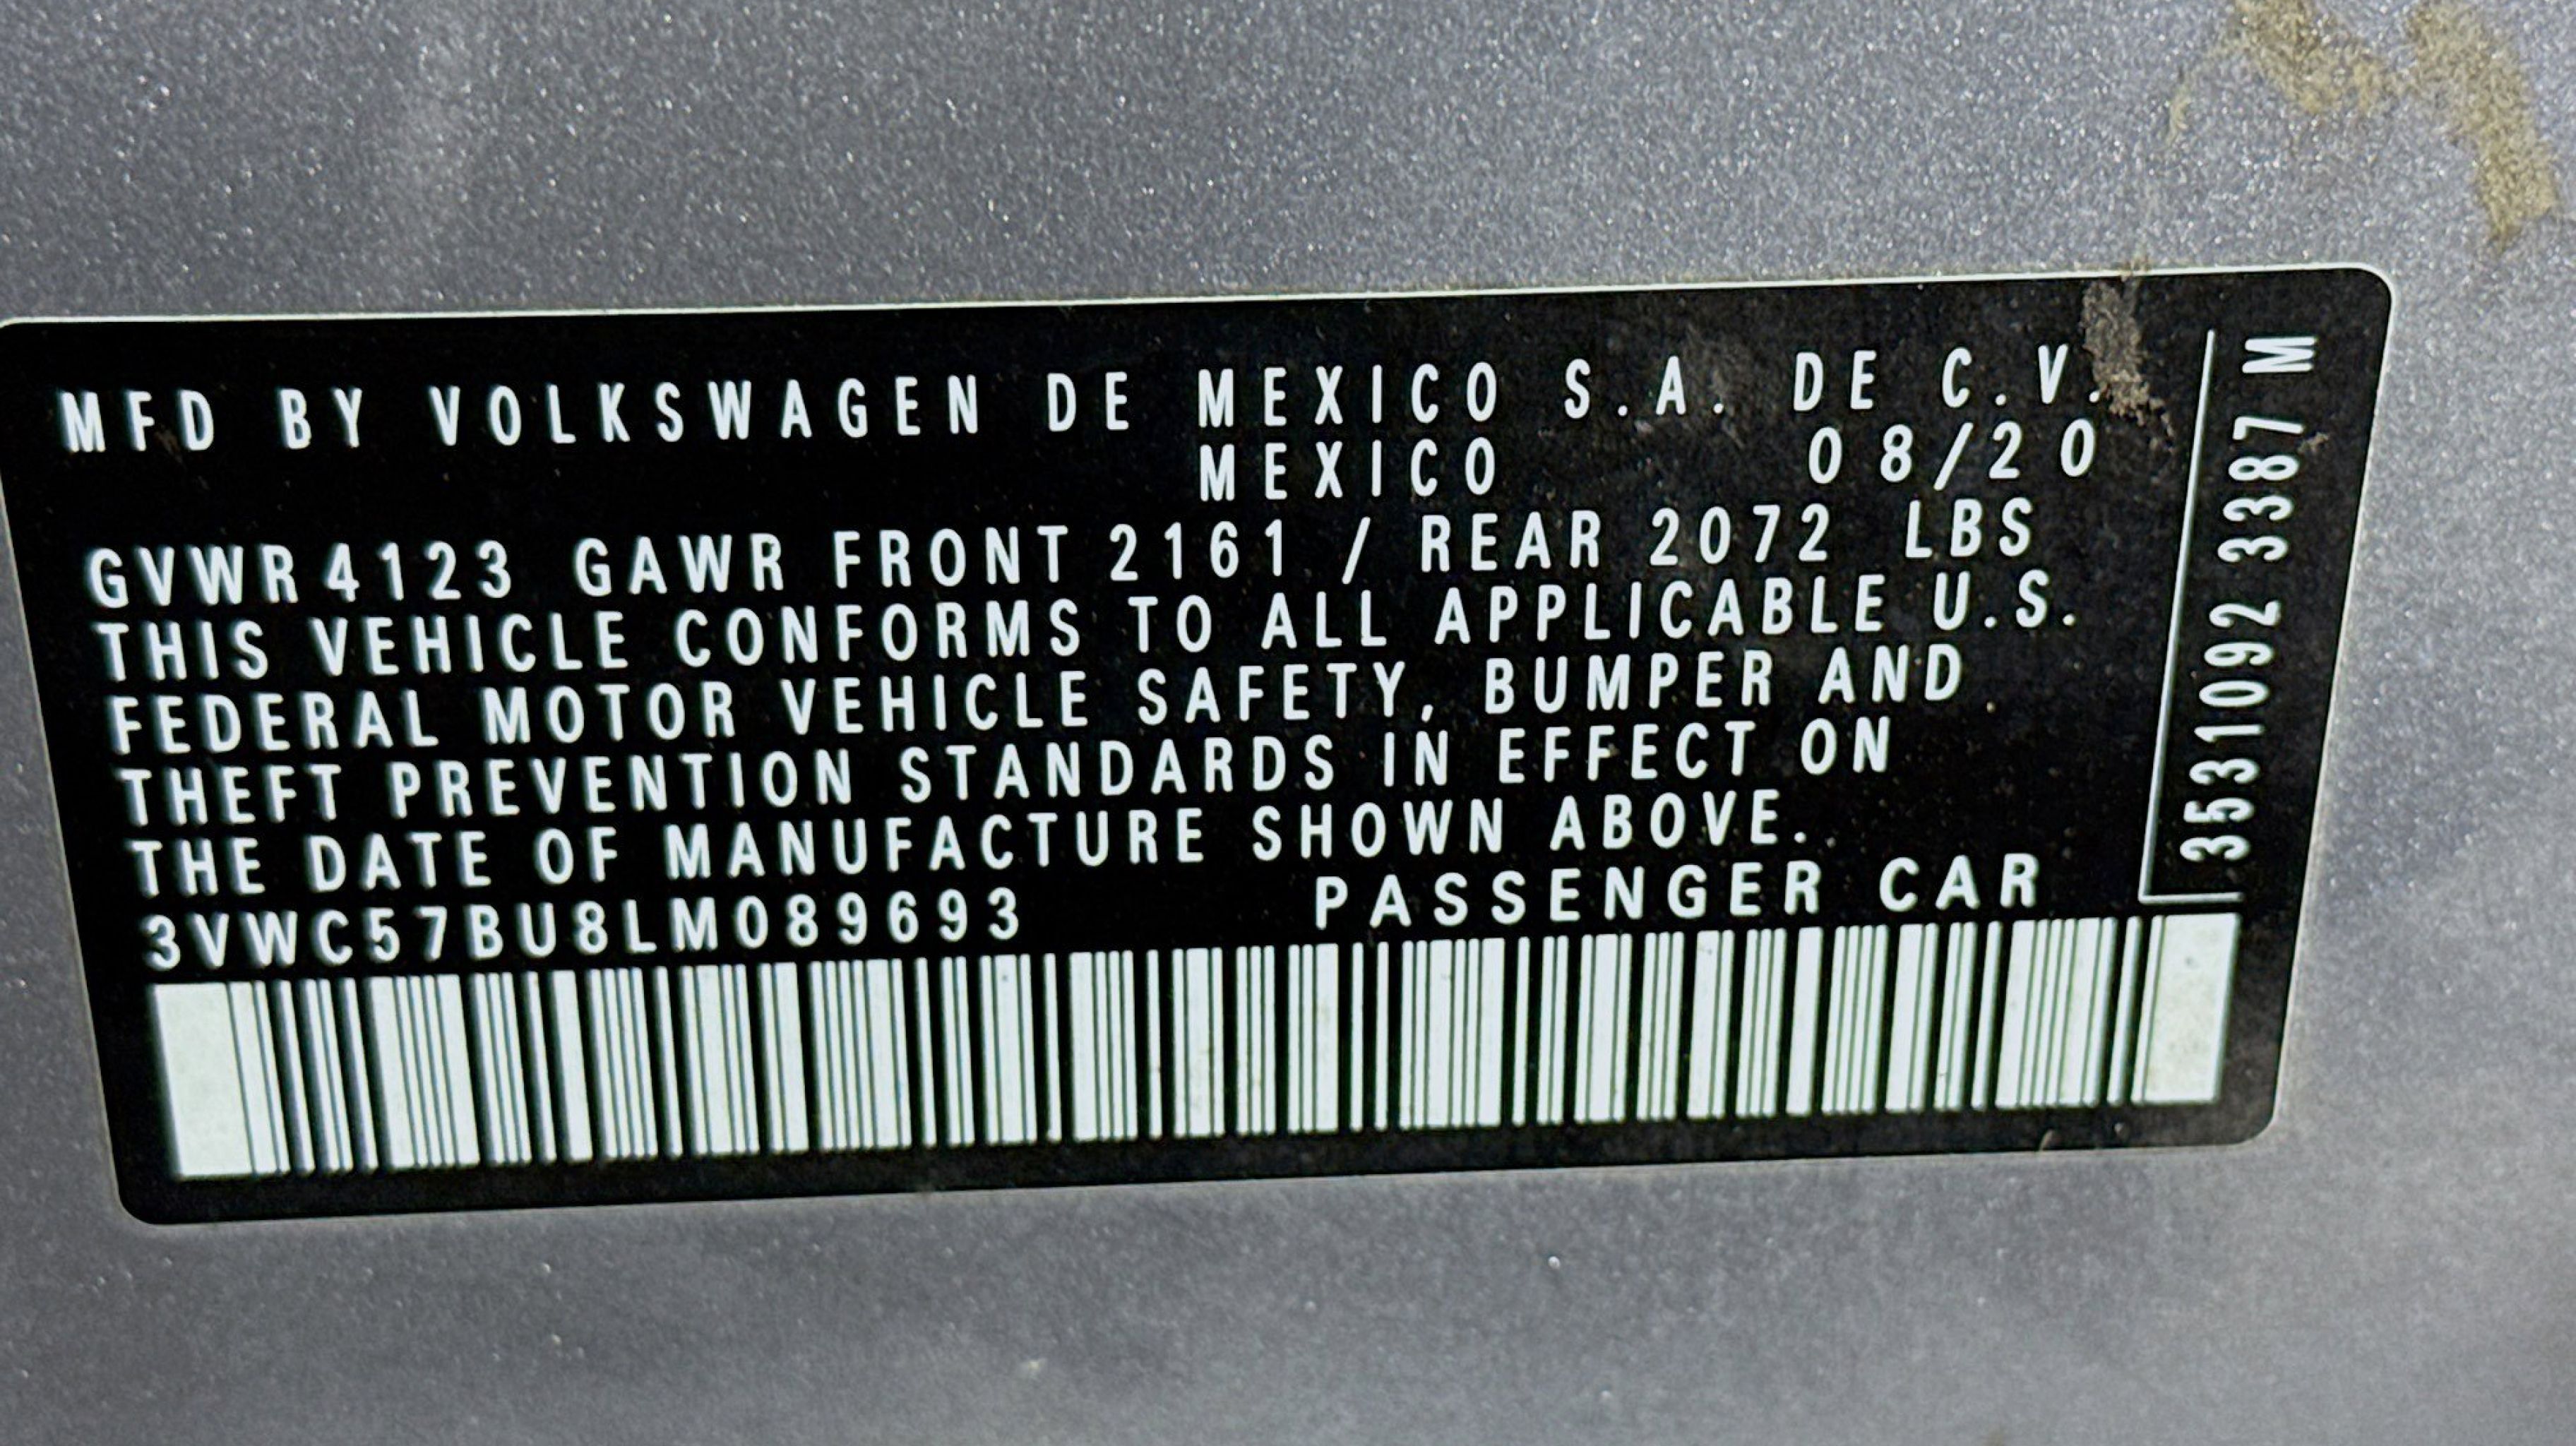 MFD BY VOLKSWAGEN DE MEXICO S.A. DE C.V.
MEXICO 08/20
GVWR 4123 GAWR FRONT 2161 / REAR 2072 LBS
THIS VEHICLE CONFORMS TO ALL APPLICABLE U.S.
FEDERAL MOTOR VEHICLE SAFETY, BUMPER AND
THEFT PREVENTION STANDARDS IN EFFECT ON
THE DATE OF MANUFACTURE SHOWN ABOVE.
3VWC57BU8LM089693 PASSENGER CAR
3531092 3387 M